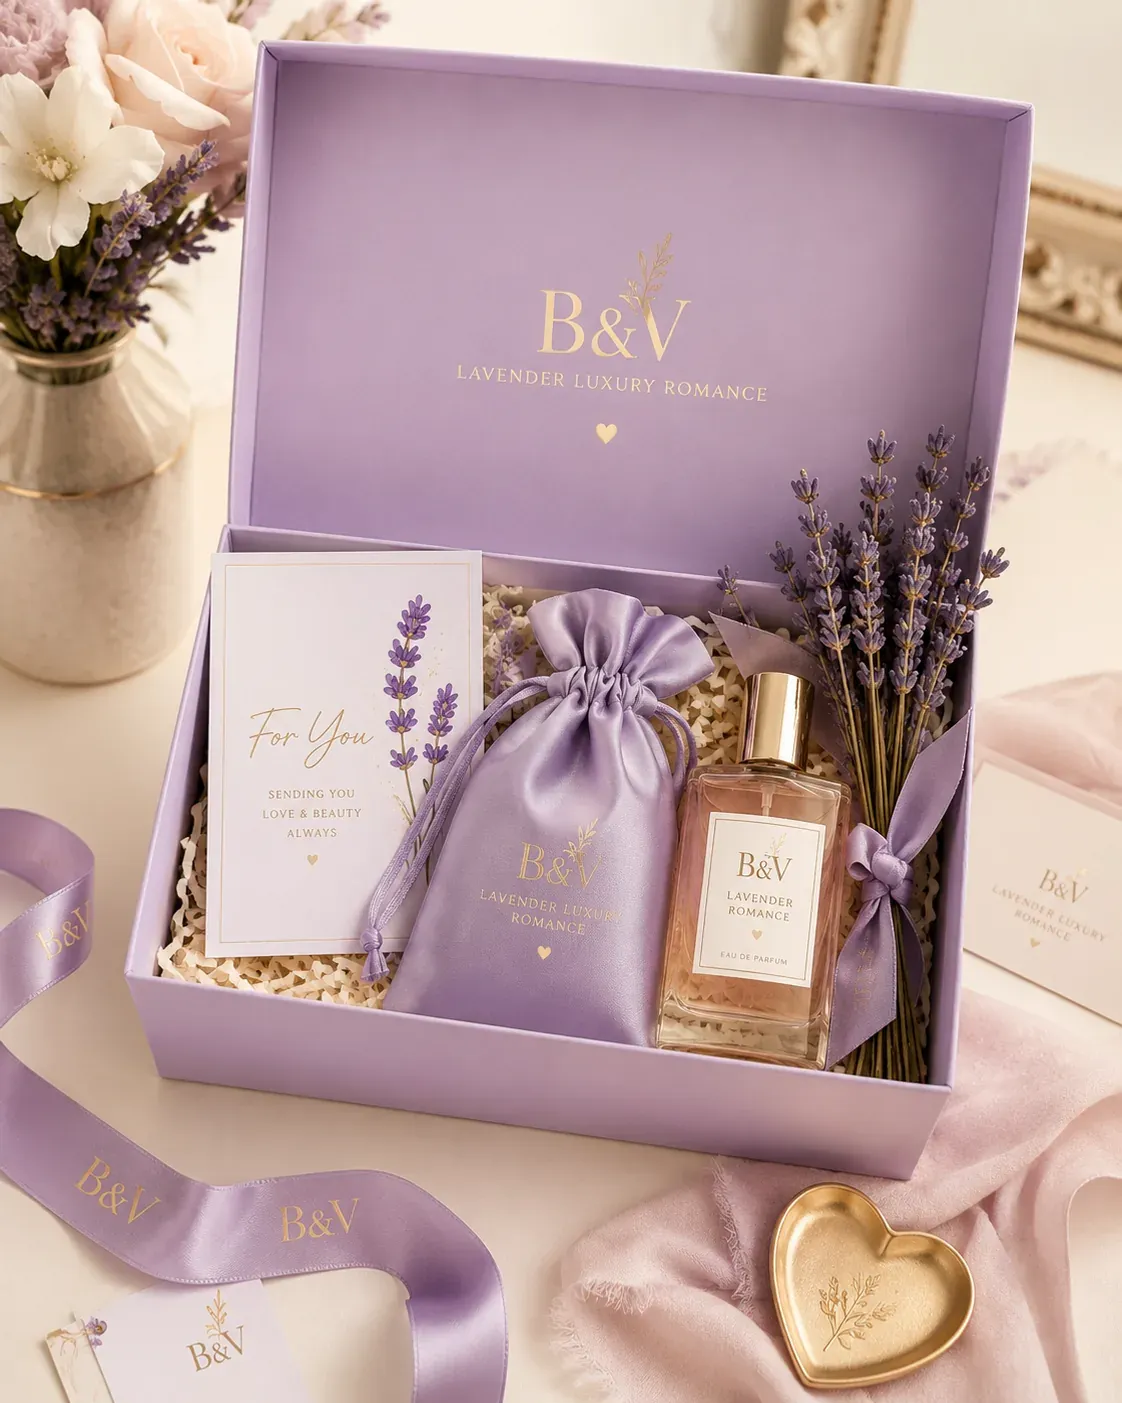 B&V
LAVENDER LUXURY ROMANCE
For You
SENDING YOU
LOVE & BEAUTY
ALWAYS
B&V
LAVENDER LUXURY
ROMANCE
B&V
LAVENDER
ROMANCE
EAU DE PARFUM
B&V
LAVENDER LUXURY
ROMANCE
B&V
B&V
B&V
B&V